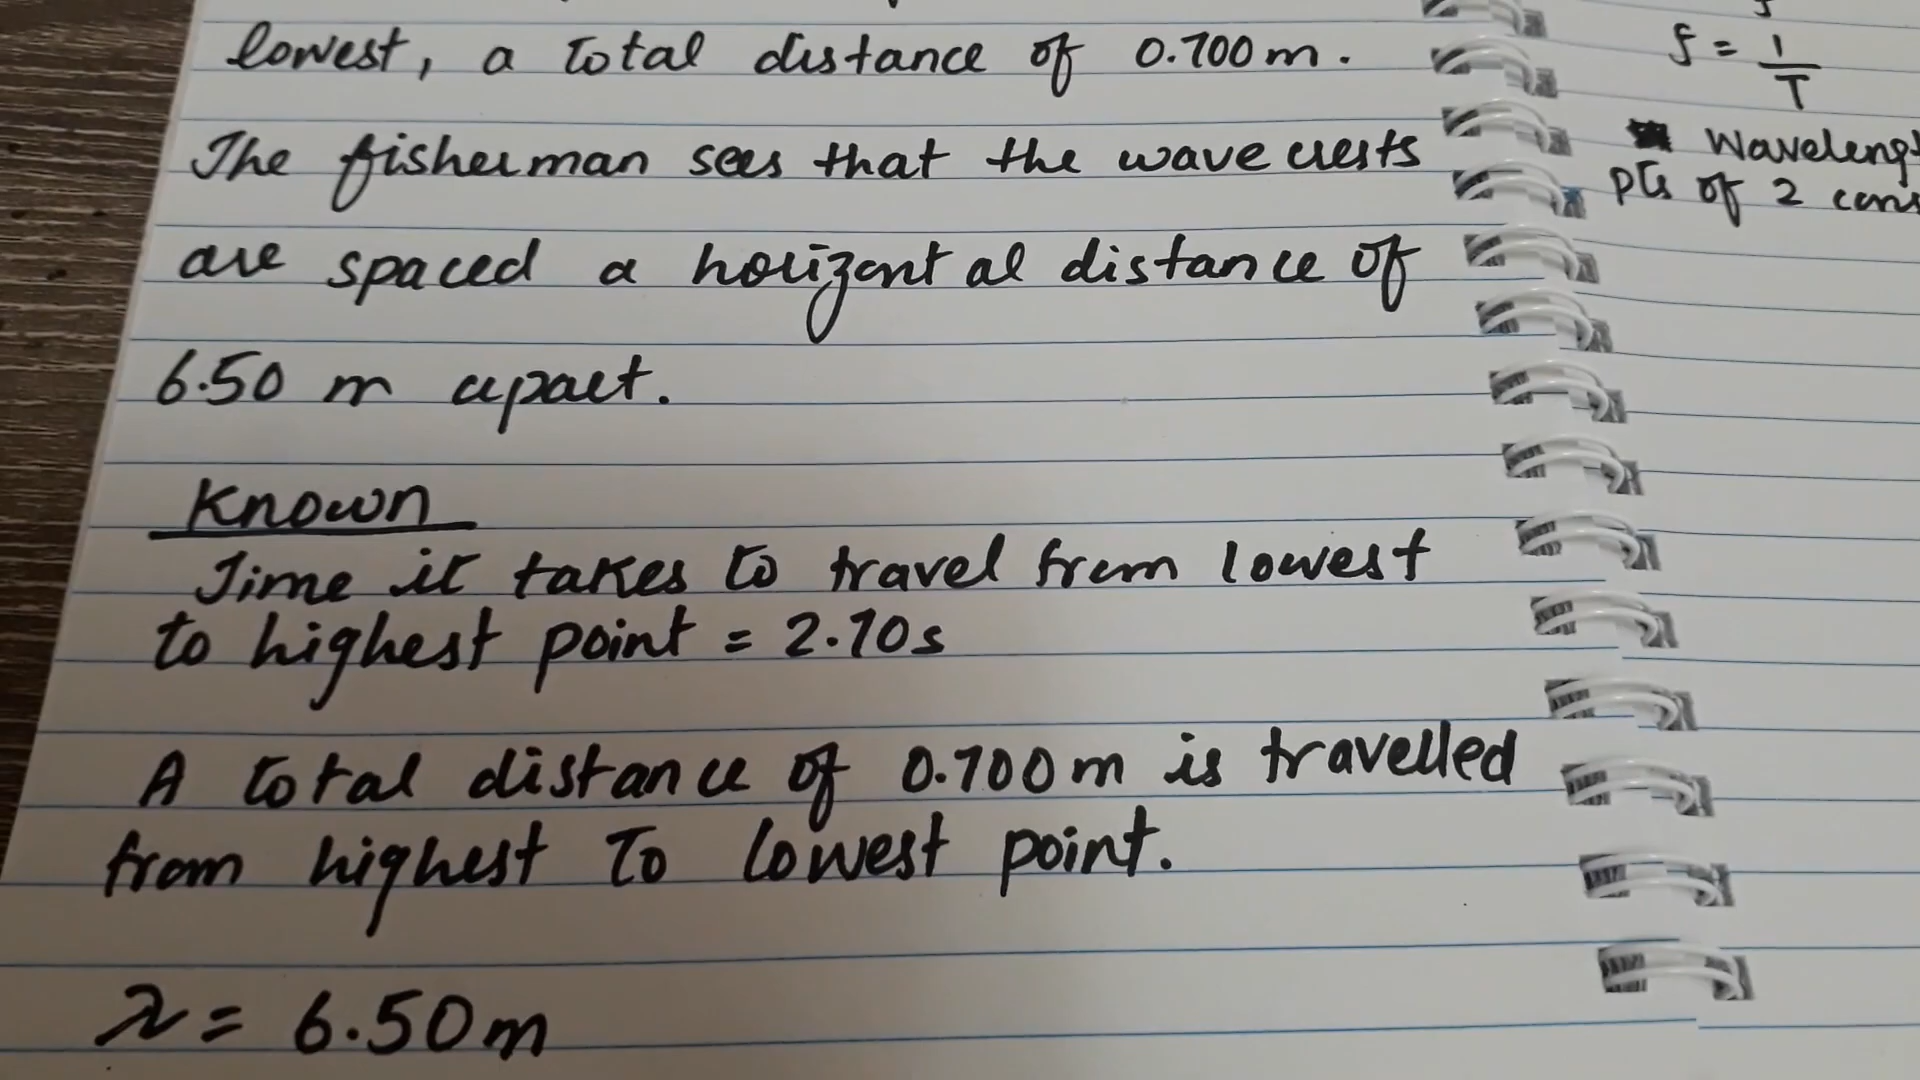 lowest, a total distance of 0.700 m.
The fisherman sees that the wave crests
are spaced a horizontal distance of
6.50 m apart.
Known
Time it takes to travel from lowest
to highest point = 2.70s
A total distance of 0.700m is travelled
from highest to lowest point.
λ = 6.50m
f = 1/T
pts of 2